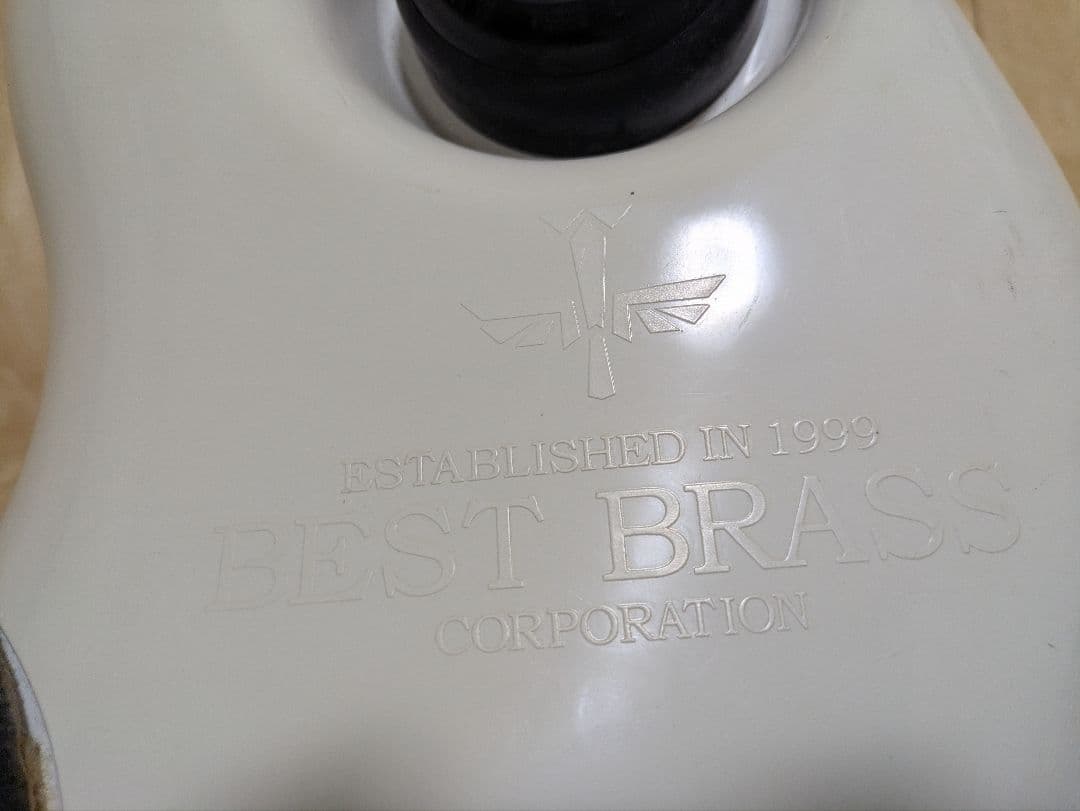 ESTABLISHED IN 1999
BEST BRASS
CORPORATION